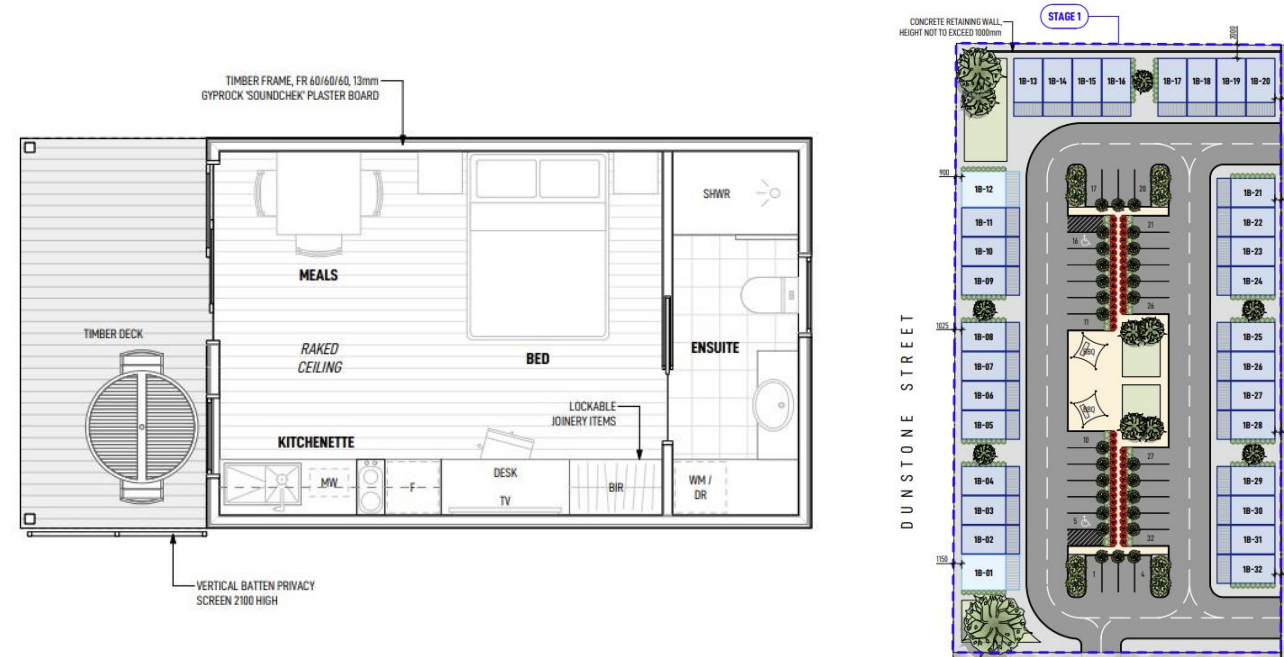 TIMBER FRAME, FR 60/60/60, 13mm
GYPROCK 'SOUNDCHEK' PLASTER BOARD
SHWR
MEALS
TIMBER DECK
RAKED
CEILING
BED
ENSUITE
LOCKABLE
JOINERY ITEMS
KITCHENETTE
MW
F
DESK
TV
BIR
WM /
DR
VERTICAL BATTEN PRIVACY
SCREEN 2100 HIGH
STAGE 1
CONCRETE RETAINING WALL,
HEIGHT NOT TO EXCEED 1000mm
2000
1B-13 1B-14 1B-15 1B-16 1B-17 1B-18 1B-19 1B-20
900
1B-12
17 20
1B-21
1B-11
21
1B-22
1B-10
16
1B-23
1B-09
1B-24
26
11
1025
1B-08
1B-25
BBQ
1B-07
1B-26
1B-06
1B-27
BBQ
1B-05
1B-28
10
27
1B-04
1B-29
1B-03
1B-30
5
1B-02
32
1B-31
1150
1B-01
1 4
1B-32
DUNSTONE STREET